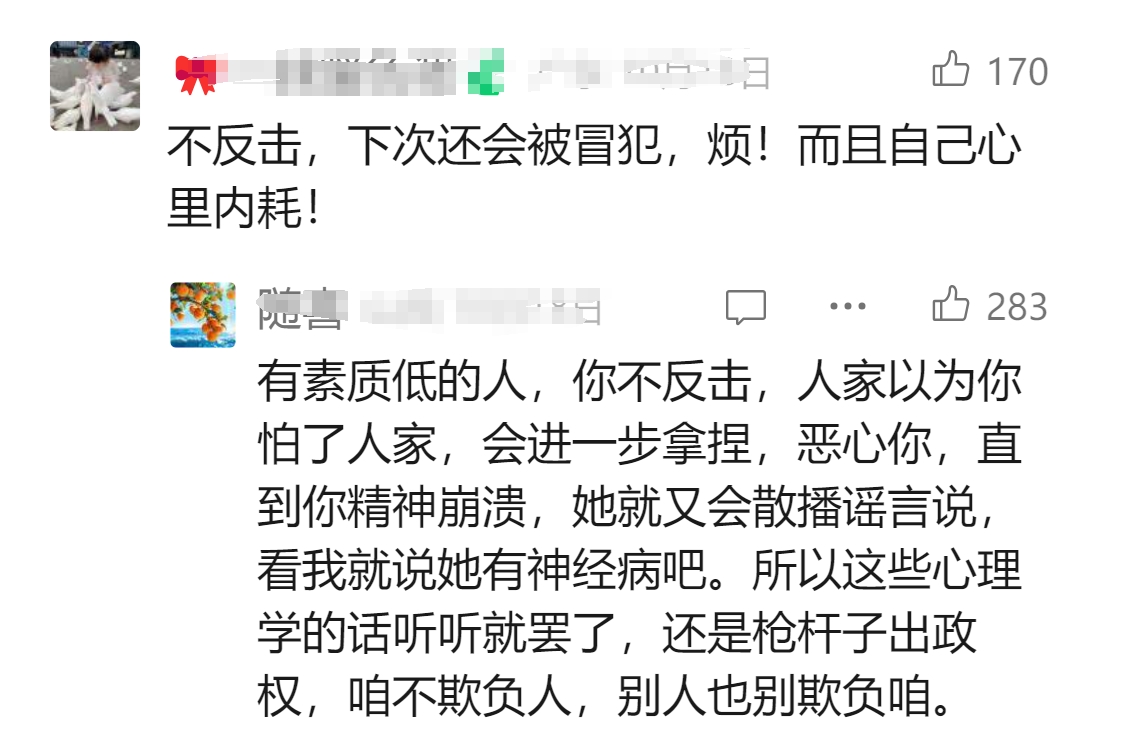 170
不反击，下次还会被冒犯，烦！而且自己心
里内耗！
随喜
283
有素质低的人，你不反击，人家以为你
怕了人家，会进一步拿捏，恶心你，直
到你精神崩溃，她就又会散播谣言说，
看我就说她有神经病吧。所以这些心理
学的话听听就罢了，还是枪杆子出政
权，咱不欺负人，别人也别欺负咱。